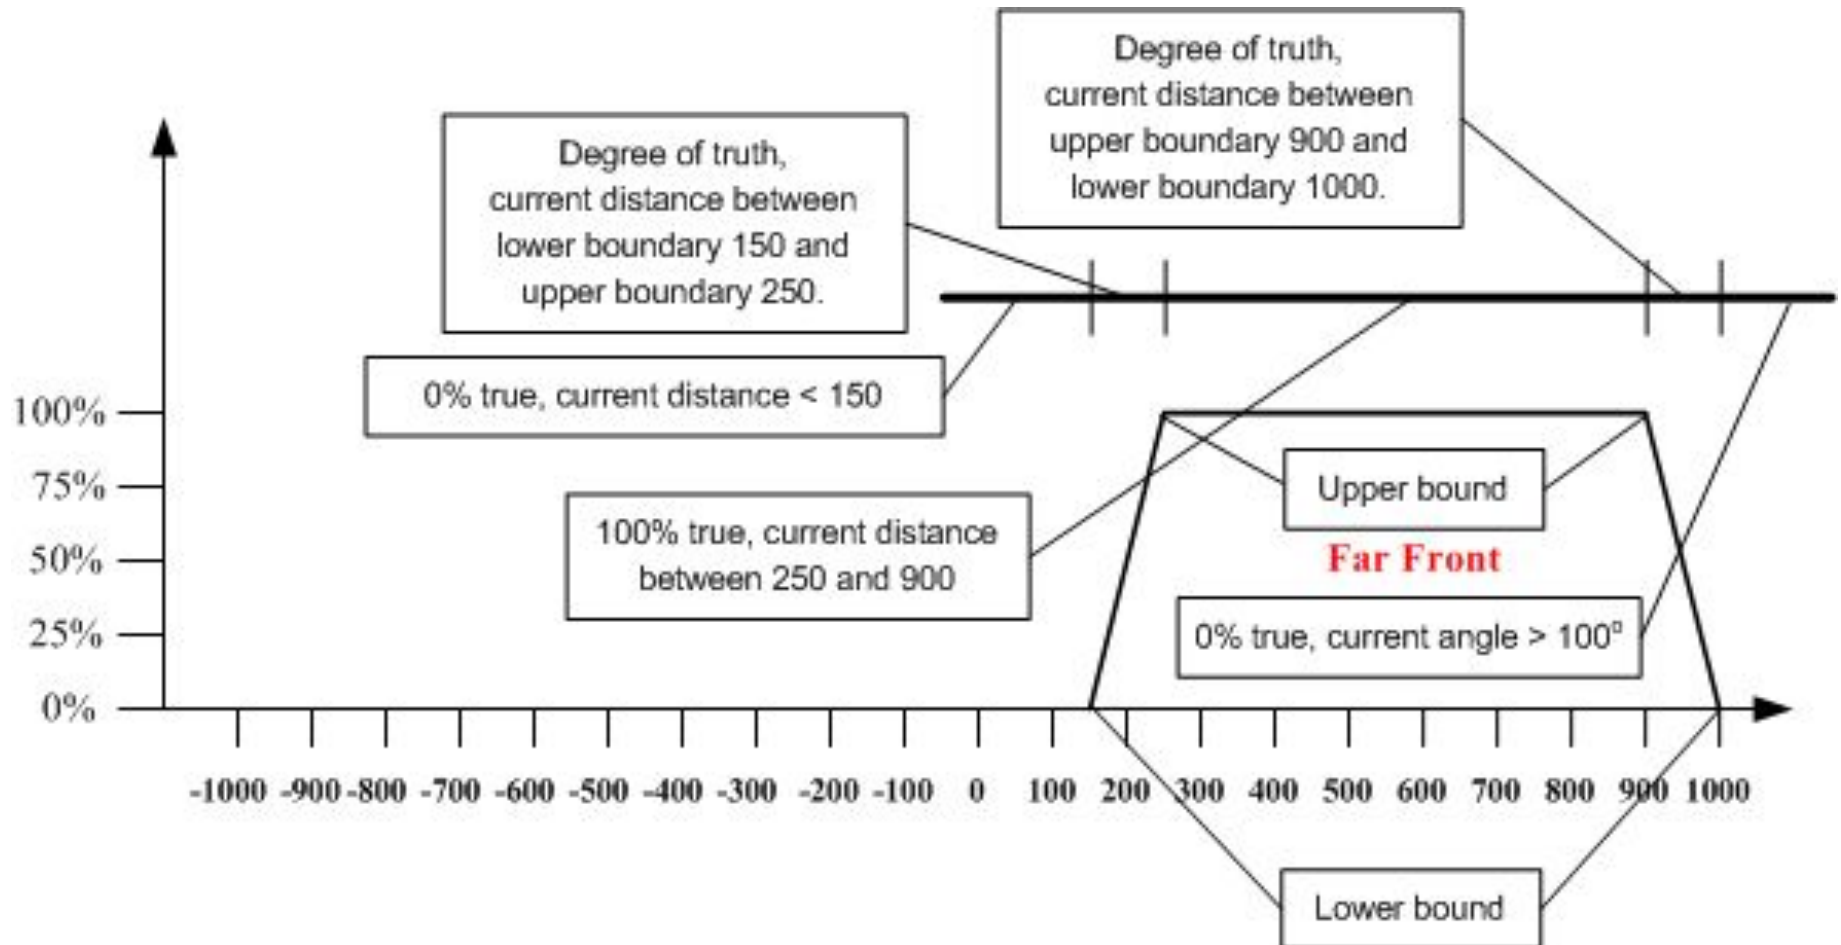 Degree of truth,
current distance between
upper boundary 900 and
lower boundary 1000.
Degree of truth,
current distance between
lower boundary 150 and
upper boundary 250.
0% true, current distance < 150
100%
75%
50%
25%
0%
Upper bound
100% true, current distance
between 250 and 900
Far Front
0% true, current angle > 100º
-1000 -900 -800 -700 -600 -500 -400 -300 -200 -100 0 100 200 300 400 500 600 700 800 900 1000
Lower bound